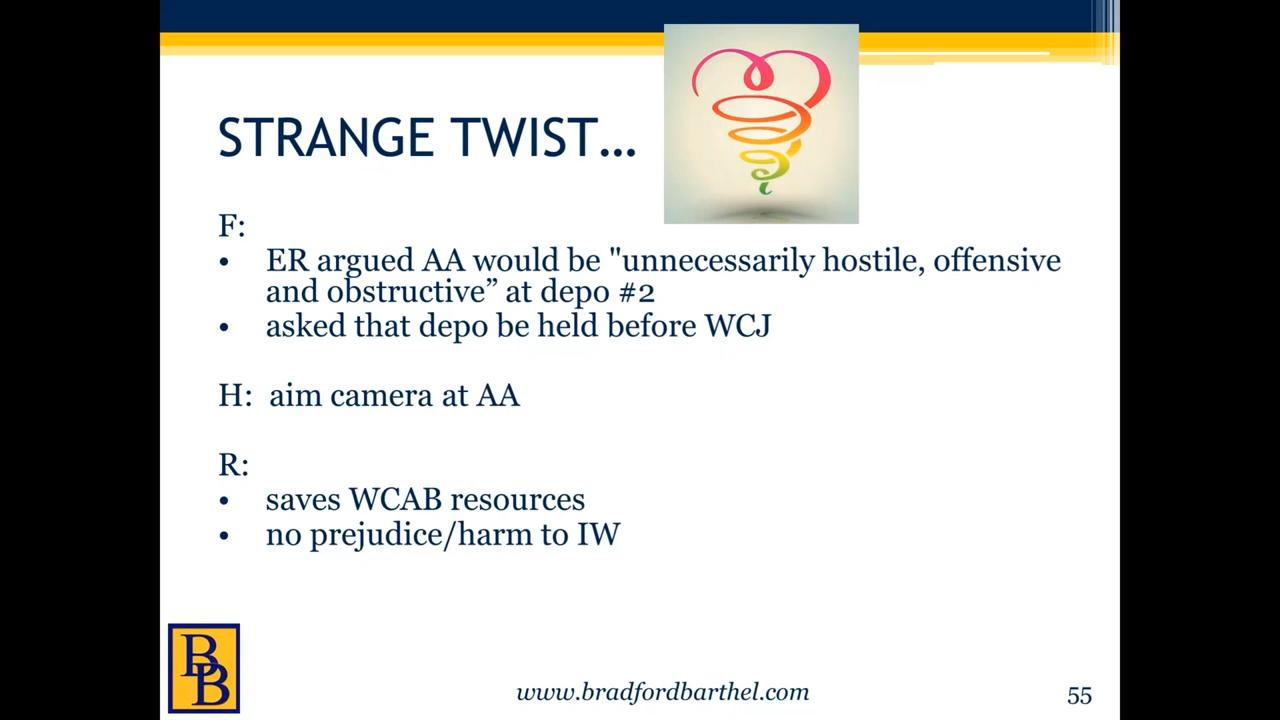 STRANGE TWIST...
F:
• ER argued AA would be "unnecessarily hostile, offensive
and obstructive” at depo #2
• asked that depo be held before WCJ
H: aim camera at AA
R:
• saves WCAB resources
• no prejudice/harm to IW
BB
www.bradfordbarthel.com
55